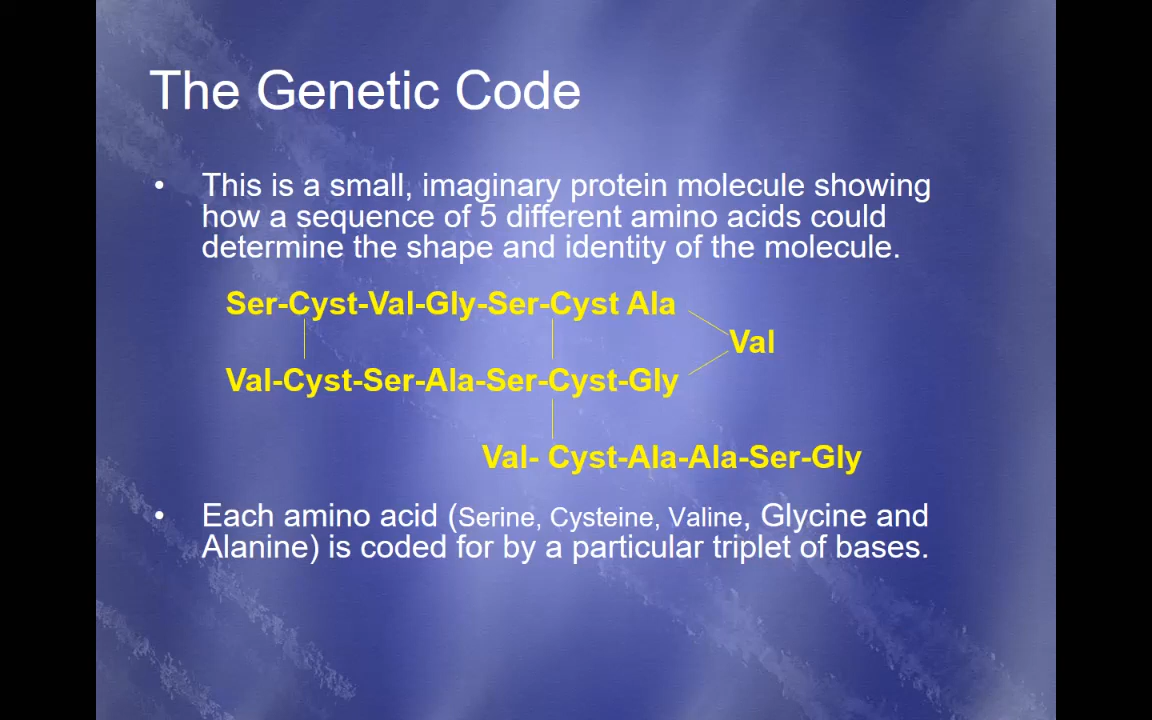 The Genetic Code
• This is a small, imaginary protein molecule showing
how a sequence of 5 different amino acids could
determine the shape and identity of the molecule.
Ser-Cyst-Val-Gly-Ser-Cyst Ala
Val
Val-Cyst-Ser-Ala-Ser-Cyst-Gly
Val- Cyst-Ala-Ala-Ser-Gly
• Each amino acid (Serine, Cysteine, Valine, Glycine and
Alanine) is coded for by a particular triplet of bases.